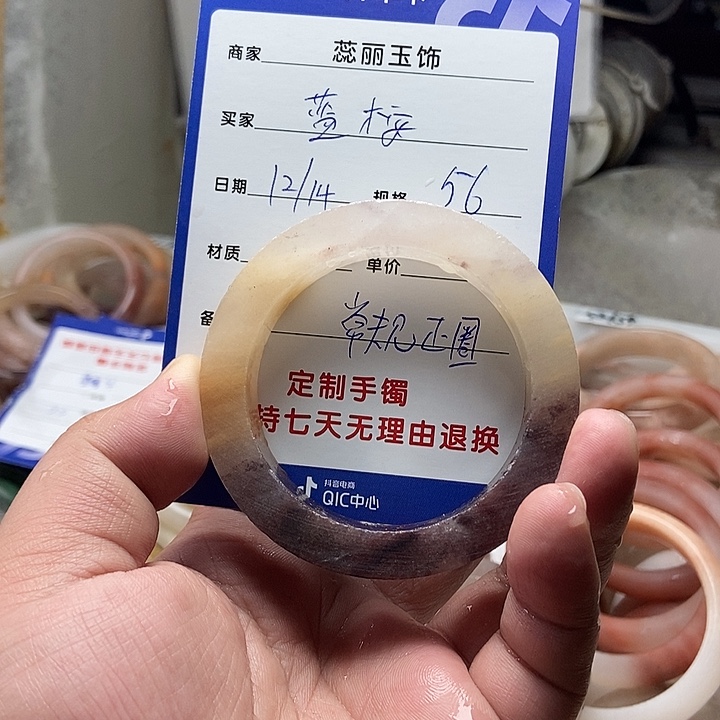 商家 蕊丽玉饰
买家 蓝桉
日期 12/14 规格 56
材质 单价
备 常规正圈
定制手镯
持七天无理由退换
抖音电商
QIC中心